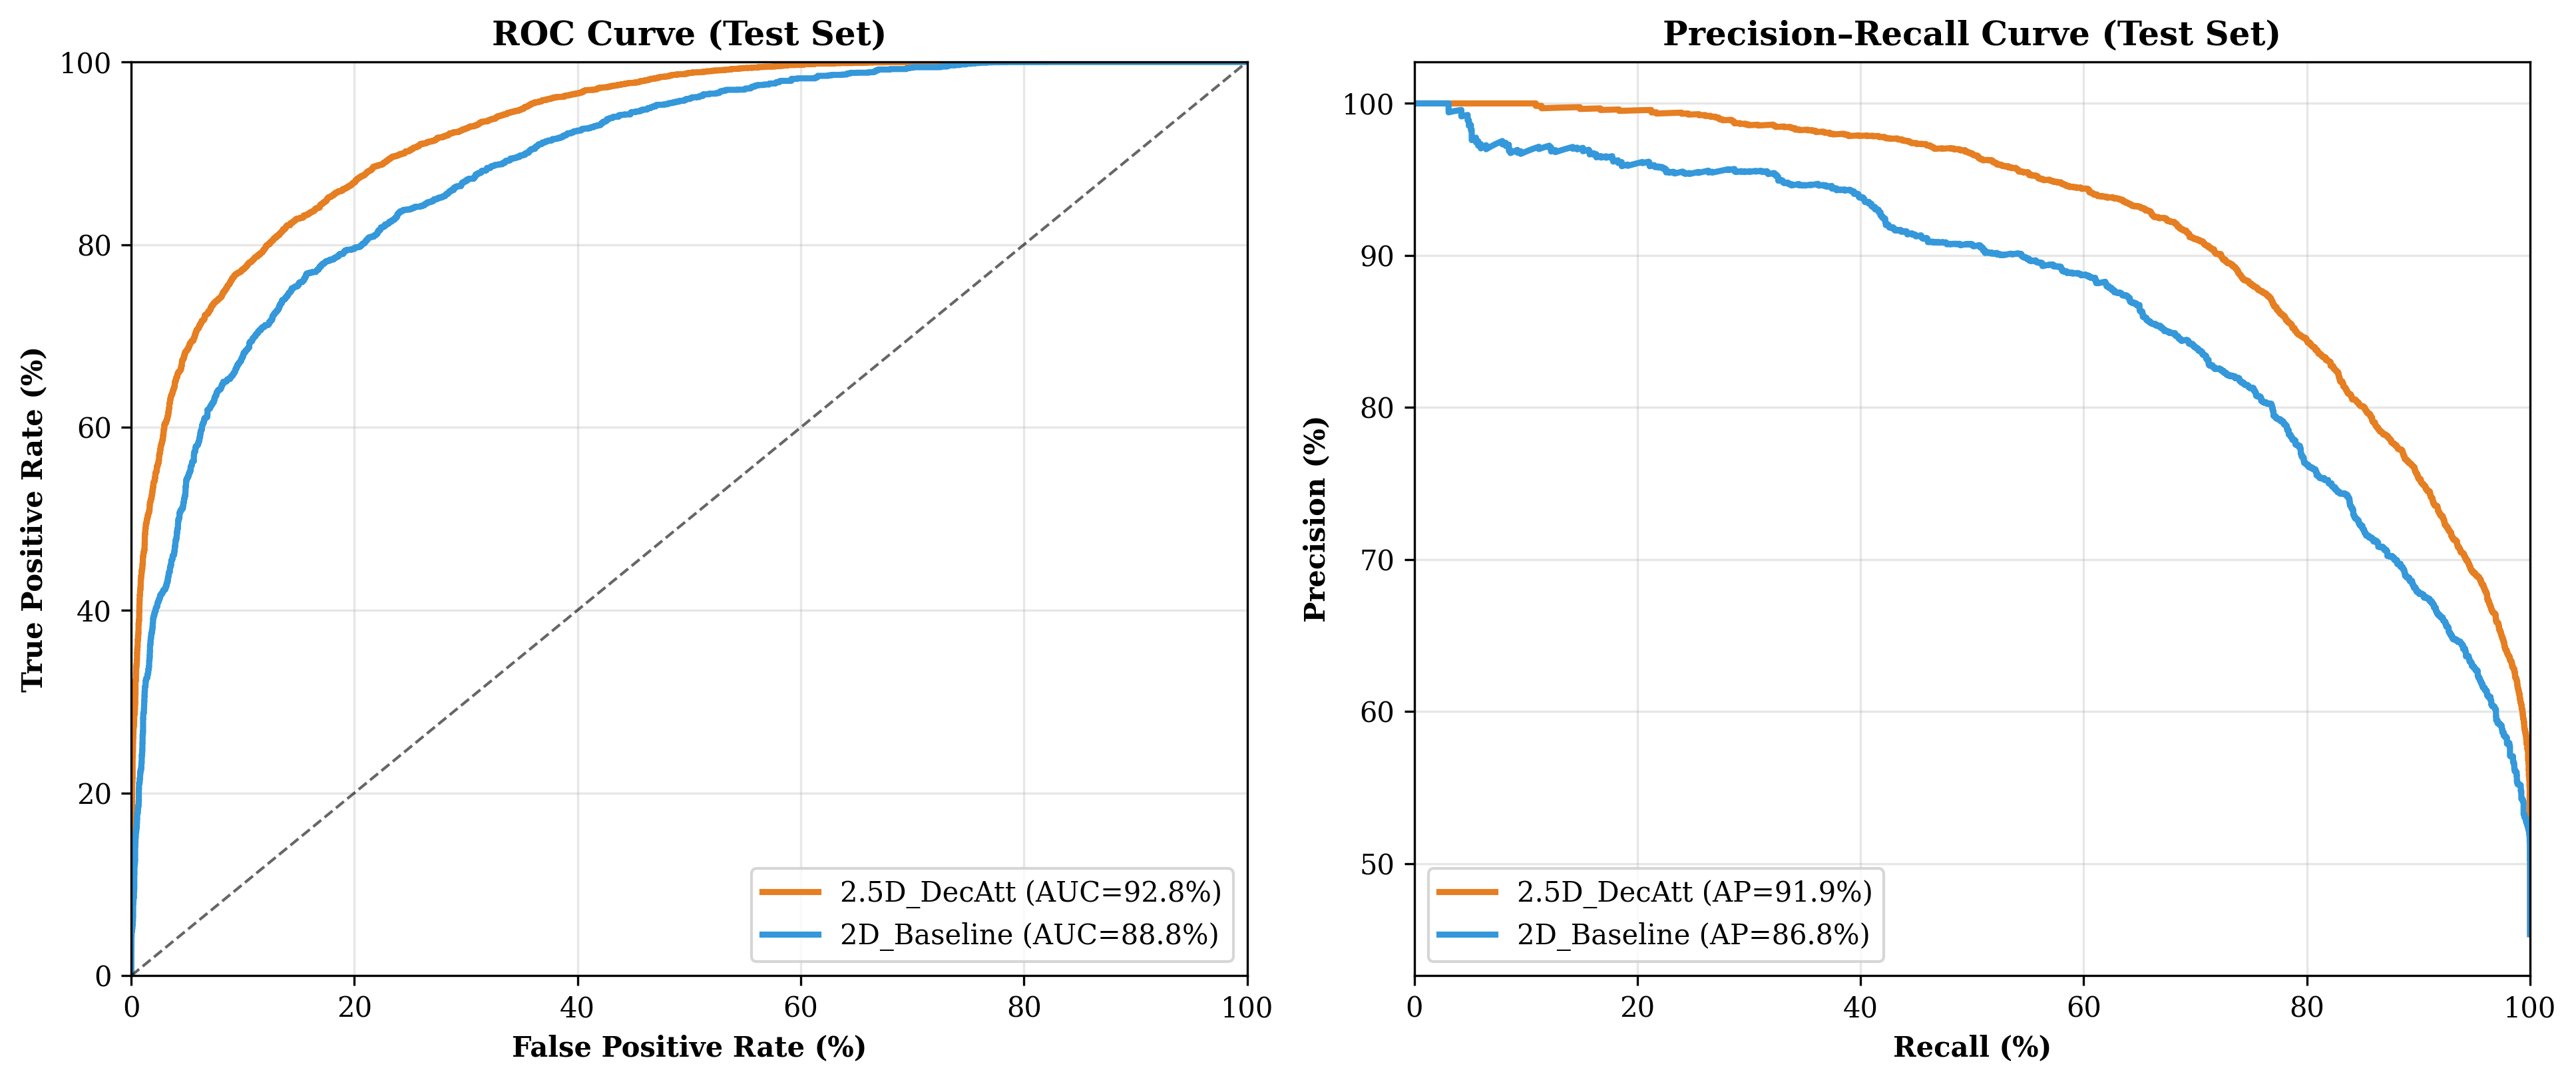 ROC Curve (Test Set)
100
80
60
40
20
0
True Positive Rate (%)
0 20 40 60 80 100
False Positive Rate (%)
2.5D_DecAtt (AUC=92.8%)
2D_Baseline (AUC=88.8%)
Precision–Recall Curve (Test Set)
100
90
80
70
60
50
Precision (%)
0 20 40 60 80 100
Recall (%)
2.5D_DecAtt (AP=91.9%)
2D_Baseline (AP=86.8%)